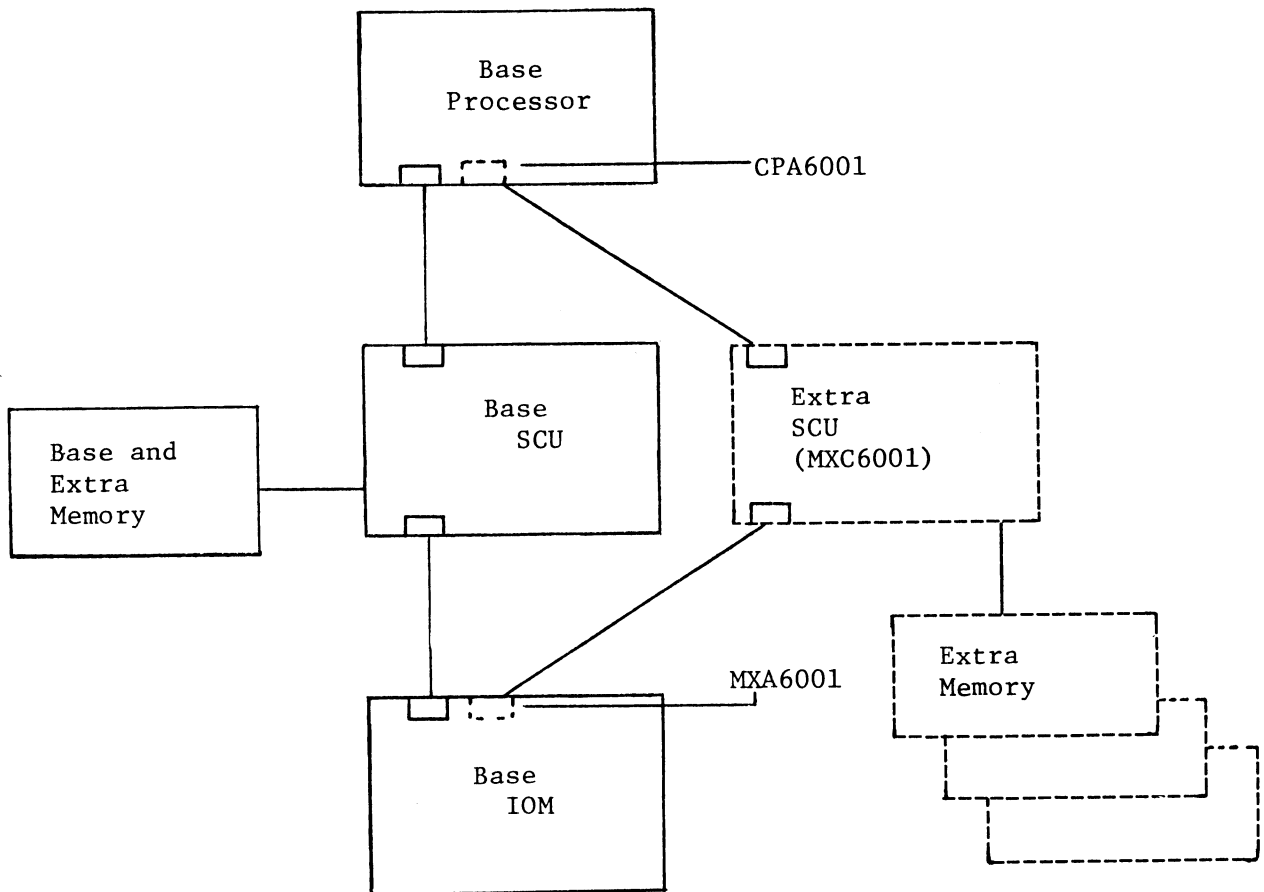 Base
Processor
CPA6001
Base
SCU
Extra
SCU
(MXC6001)
Base and
Extra
Memory
MXA6001
Extra
Memory
Base
IOM